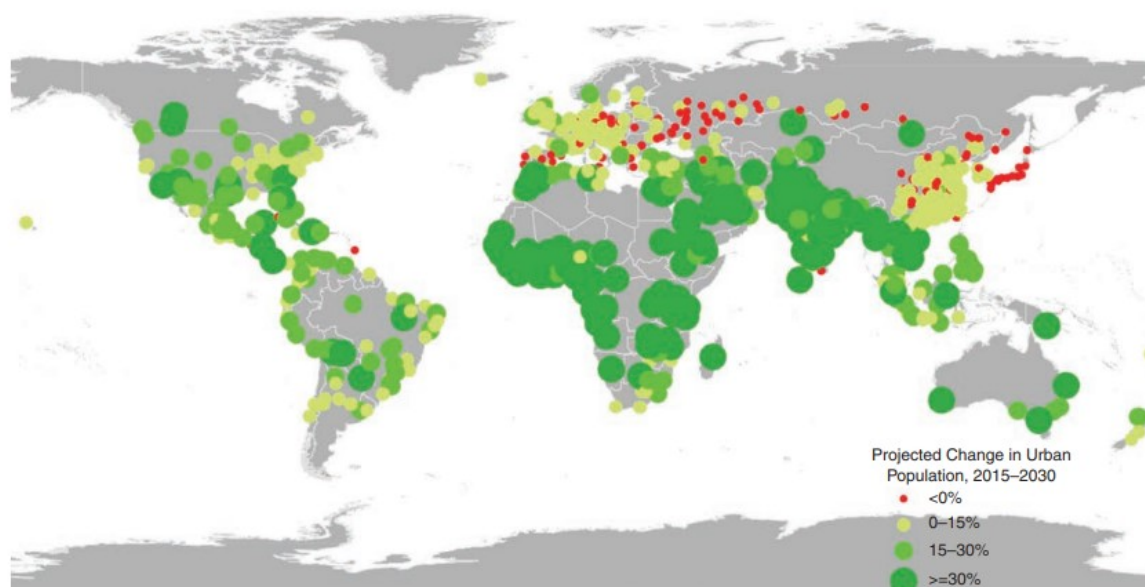 Projected Change in Urban
Population, 2015–2030
<0%
0–15%
15–30%
>=30%